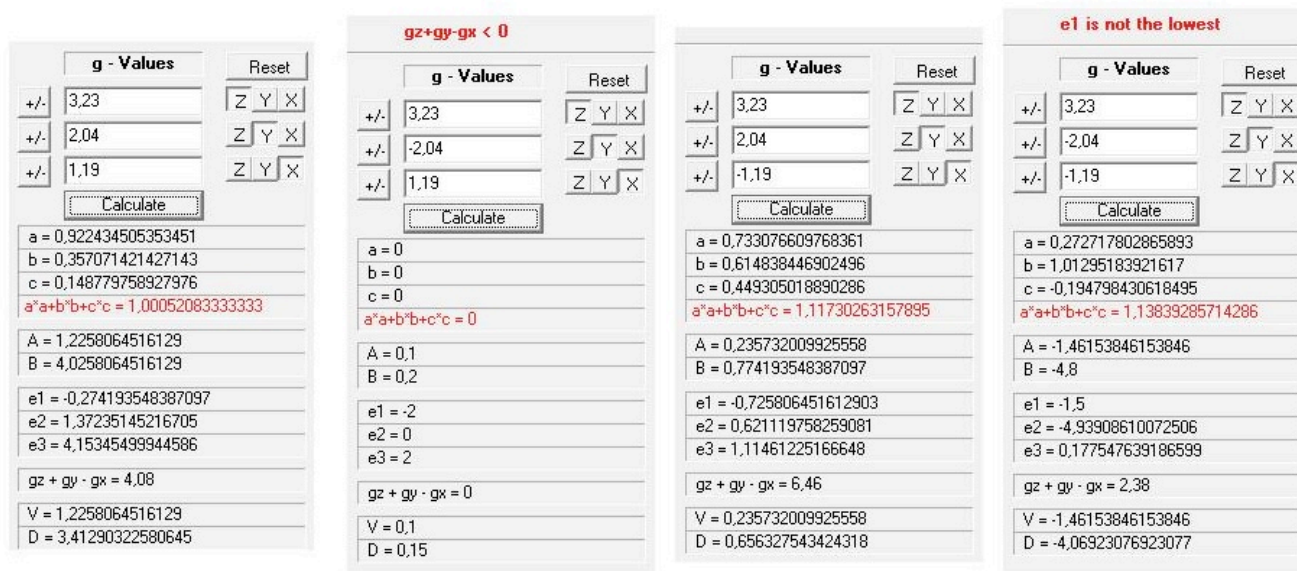 g - Values Reset
+/- 3,23 Z Y X
+/- 2,04 Z Y X
+/- 1,19 Z Y X
Calculate
a = 0,922434505353451
b = 0,357071421427143
c = 0,148779758927976
a*a+b*b+c*c = 1,00052083333333
A = 1,2258064516129
B = 4,0258064516129
e1 = -0,274193548387097
e2 = 1,37235145216705
e3 = 4,15345499944586
gz + gy - gx = 4,08
V = 1,2258064516129
D = 3,41290322580645
gz+gy-gx < 0
g - Values Reset
+/- 3,23 Z Y X
+/- -2,04 Z Y X
+/- 1,19 Z Y X
Calculate
a = 0
b = 0
c = 0
a*a+b*b+c*c = 0
A = 0,1
B = 0,2
e1 = -2
e2 = 0
e3 = 2
gz + gy - gx = 0
V = 0,1
D = 0,15
g - Values Reset
+/- 3,23 Z Y X
+/- 2,04 Z Y X
+/- -1,19 Z Y X
Calculate
a = 0,733076609768361
b = 0,614838446902496
c = 0,449305018890286
a*a+b*b+c*c = 1,11730263157895
A = 0,235732009925558
B = 0,774193548387097
e1 = -0,725806451612903
e2 = 0,621119758259081
e3 = 1,11461225166648
gz + gy - gx = 6,46
V = 0,235732009925558
D = 0,656327543424318
e1 is not the lowest
g - Values Reset
+/- 3,23 Z Y X
+/- -2,04 Z Y X
+/- -1,19 Z Y X
Calculate
a = 0,272717802865893
b = 1,01295183921617
c = -0,194798430618495
a*a+b*b+c*c = 1,13839285714286
A = -1,46153846153846
B = -4,8
e1 = -1,5
e2 = -4,93908610072506
e3 = 0,177547639186599
gz + gy - gx = 2,38
V = -1,46153846153846
D = -4,06923076923077